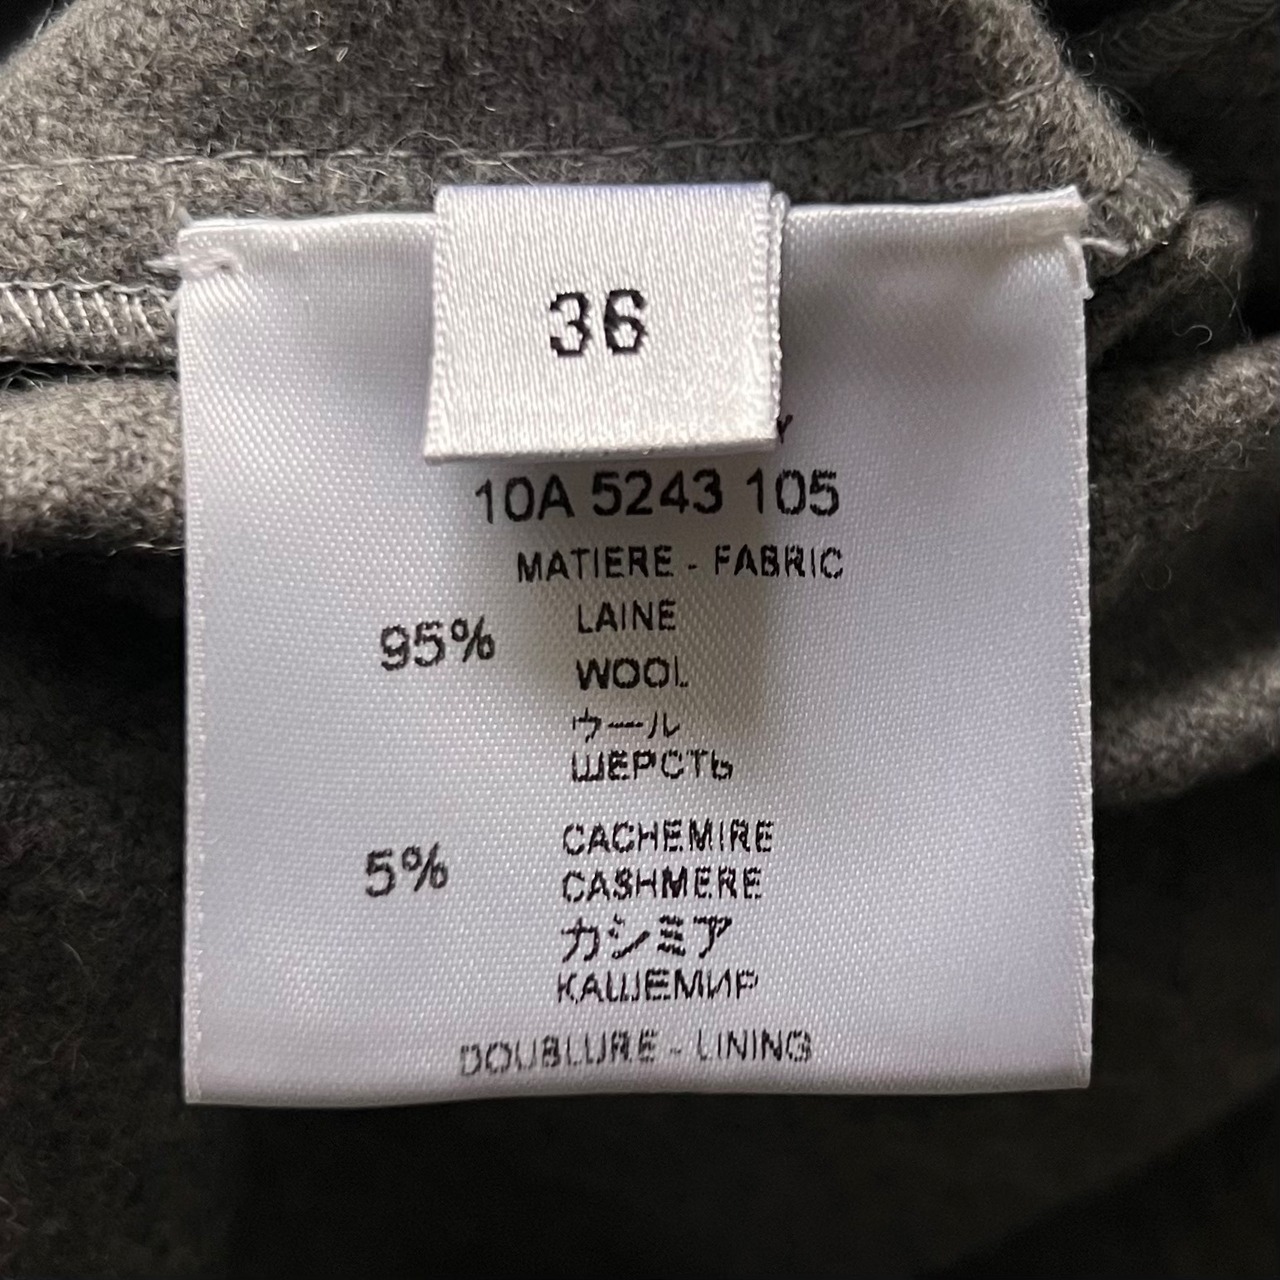 36
10A 5243 105
MATIERE - FABRIC
95%
LAINE
WOOL
ウール
ШЕРСТЬ
5%
CACHEMIRE
CASHMERE
カシミア
КАШЕМИР
DOUBLURE - LINING